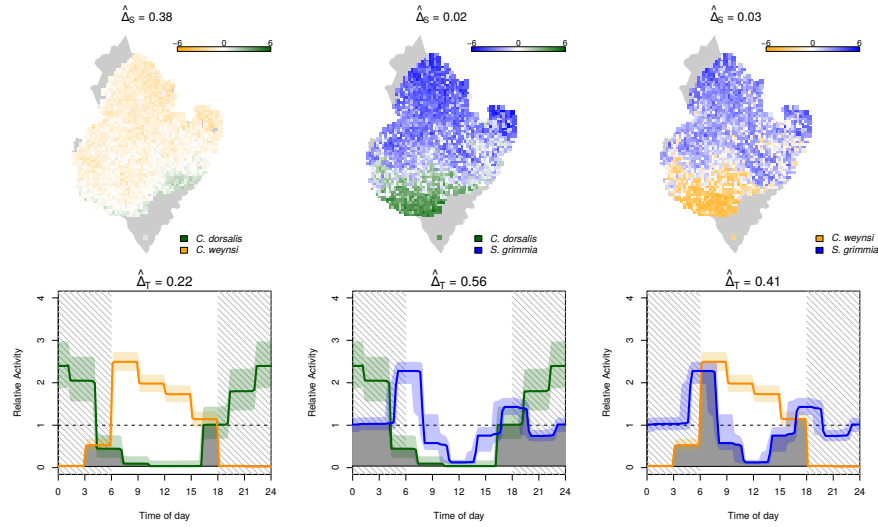 Δ̂S = 0.38
Δ̂S = 0.02
Δ̂S = 0.03
−6 0 6
−6 0 6
−6 0 6
C. dorsalis
C. weynsi
C. dorsalis
S. grimmia
C. weynsi
S. grimmia
Δ̂T = 0.22
Δ̂T = 0.56
Δ̂T = 0.41
Relative Activity
4
3
2
1
0
0 3 6 9 12 15 18 21 24
Time of day
Relative Activity
4
3
2
1
0
0 3 6 9 12 15 18 21 24
Time of day
Relative Activity
4
3
2
1
0
0 3 6 9 12 15 18 21 24
Time of day